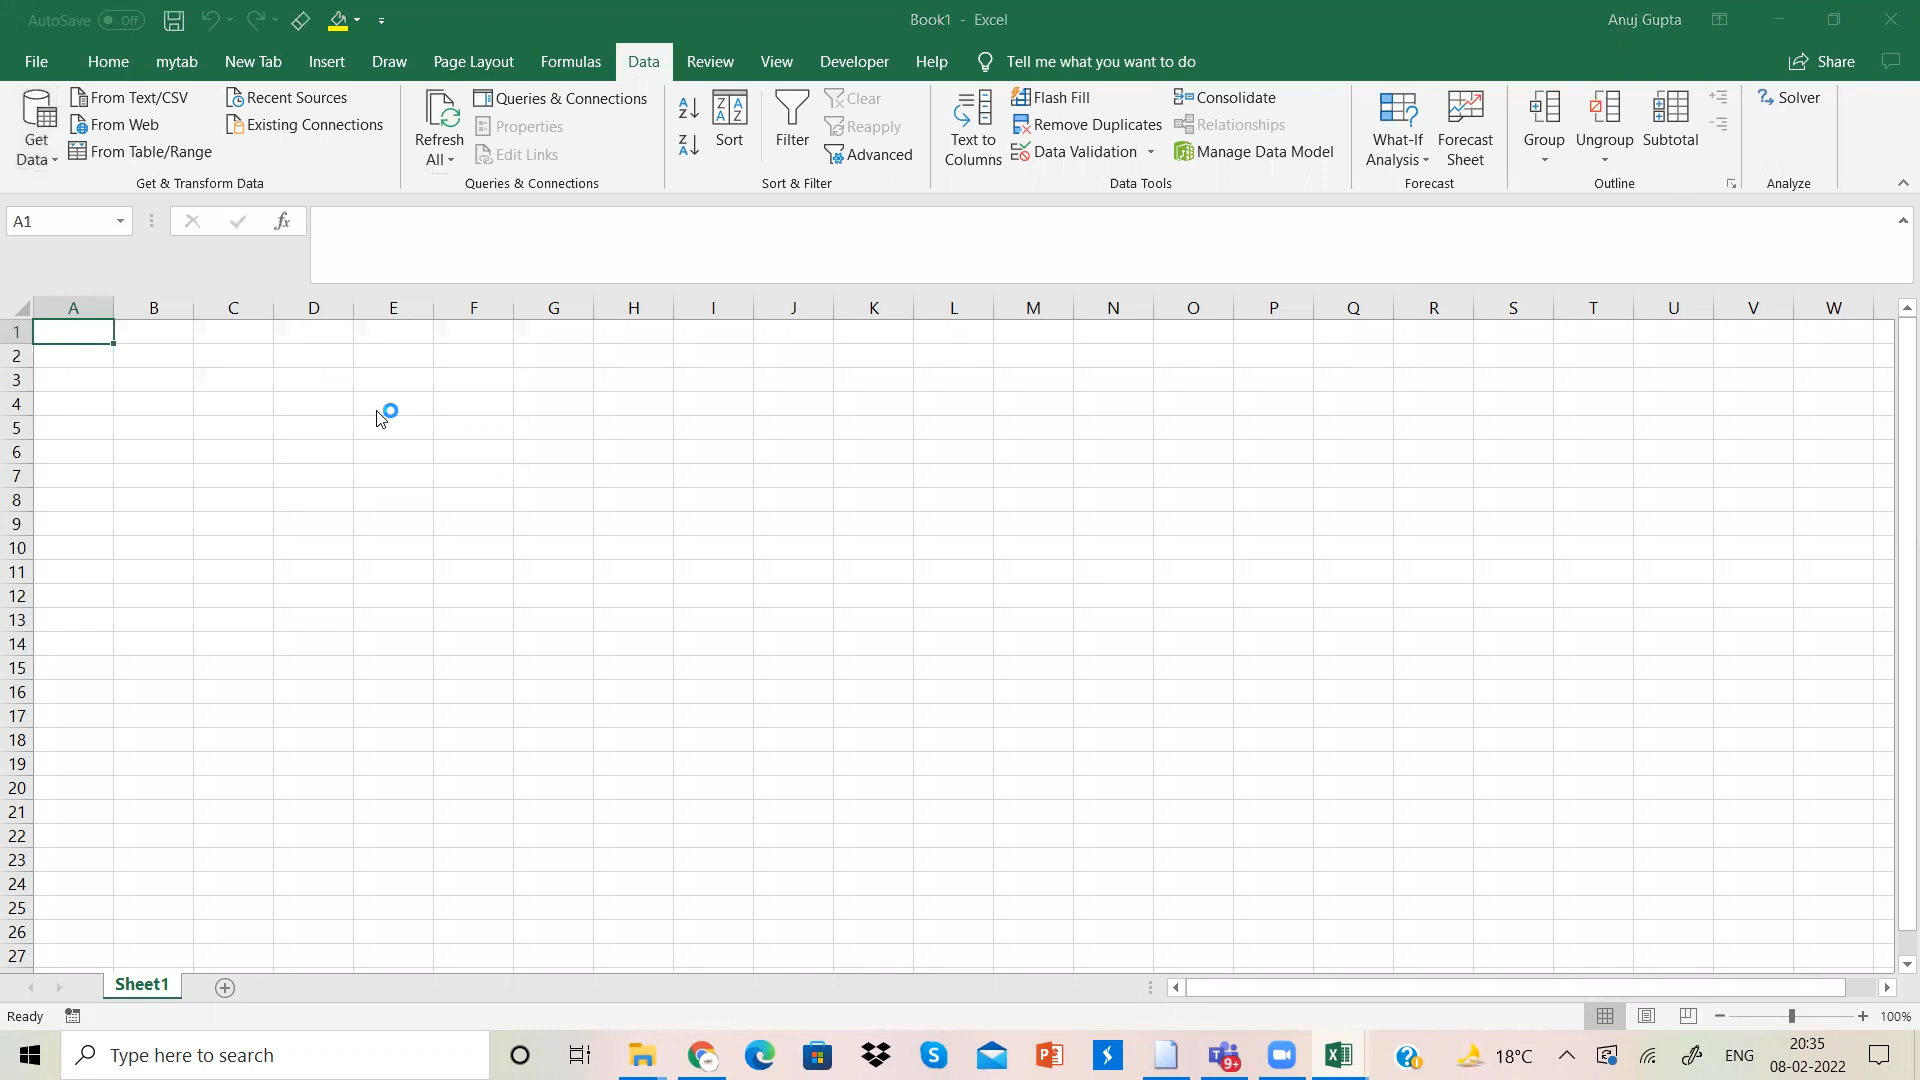 AutoSave Off
Book1 - Excel
Anuj Gupta
File Home mytab New Tab Insert Draw Page Layout Formulas Data Review View Developer Help Tell me what you want to do Share
Get Data
From Text/CSV
From Web
From Table/Range
Recent Sources
Existing Connections
Get & Transform Data
Refresh All
Queries & Connections
Properties
Edit Links
Queries & Connections
Sort
Filter
Clear
Reapply
Advanced
Sort & Filter
Text to Columns
Flash Fill
Remove Duplicates
Data Validation
Consolidate
Relationships
Manage Data Model
Data Tools
What-If Analysis
Forecast Sheet
Forecast
Group
Ungroup
Subtotal
Outline
Solver
Analyze
A1
fx
A B C D E F G H I J K L M N O P Q R S T U V W
1
2
3
4
5
6
7
8
9
10
11
12
13
14
15
16
17
18
19
20
21
22
23
24
25
26
27
Sheet1
Ready
100%
Type here to search
9+
18°C
ENG
20:35
08-02-2022